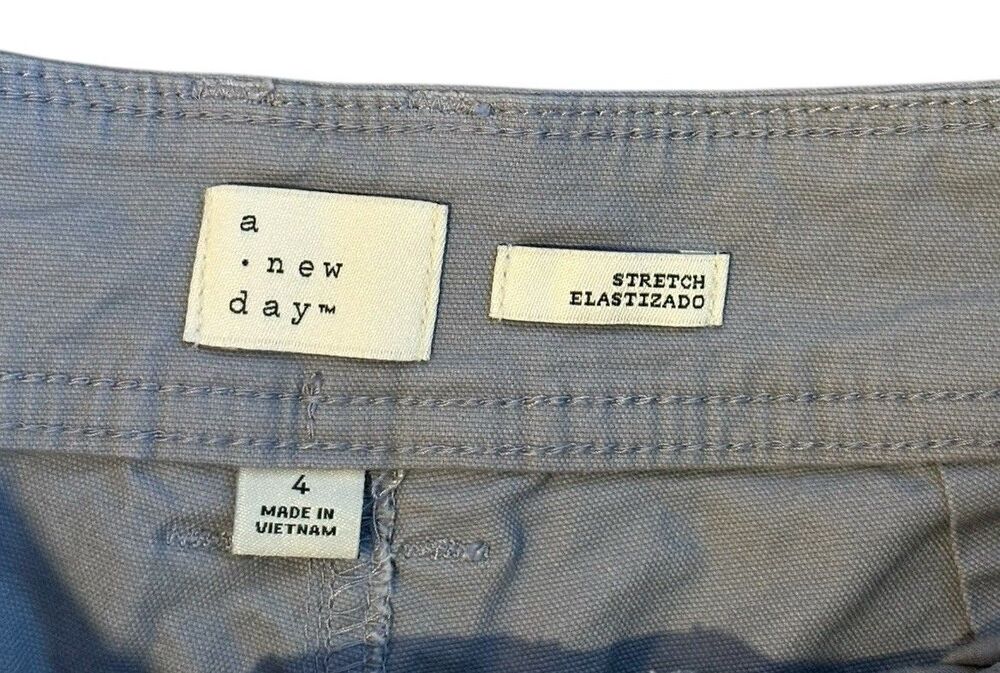 a
· new
day™
STRETCH
ELASTIZADO
4
MADE IN
VIETNAM